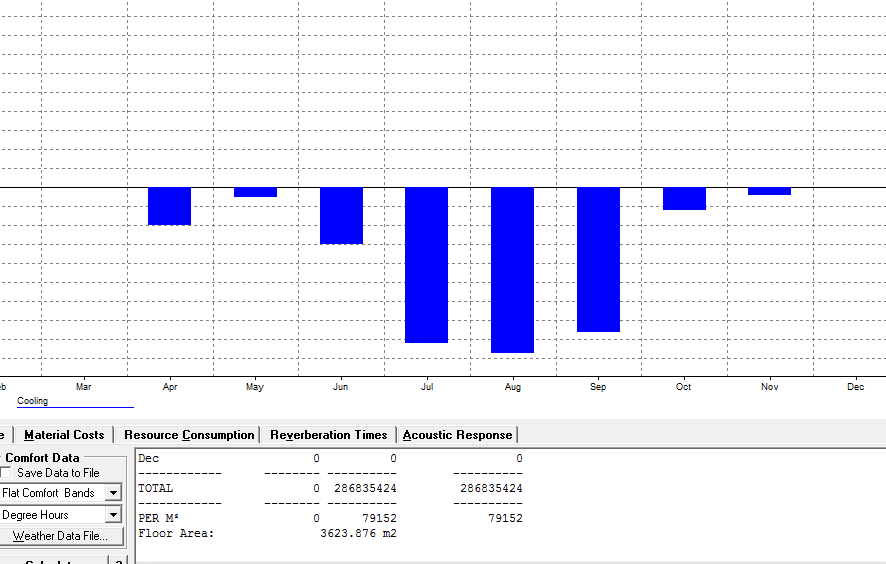 b Mar Apr May Jun Jul Aug Sep Oct Nov Dec
Cooling
e Material Costs Resource Consumption Reverberation Times Acoustic Response
Comfort Data
Save Data to File
Flat Comfort Bands
Degree Hours
Weather Data File...
?
Dec 0 0 0
------------ -------- ---------- ----------
TOTAL 0 286835424 286835424
------------ -------- ---------- ----------
PER M² 0 79152 79152
Floor Area: 3623.876 m2